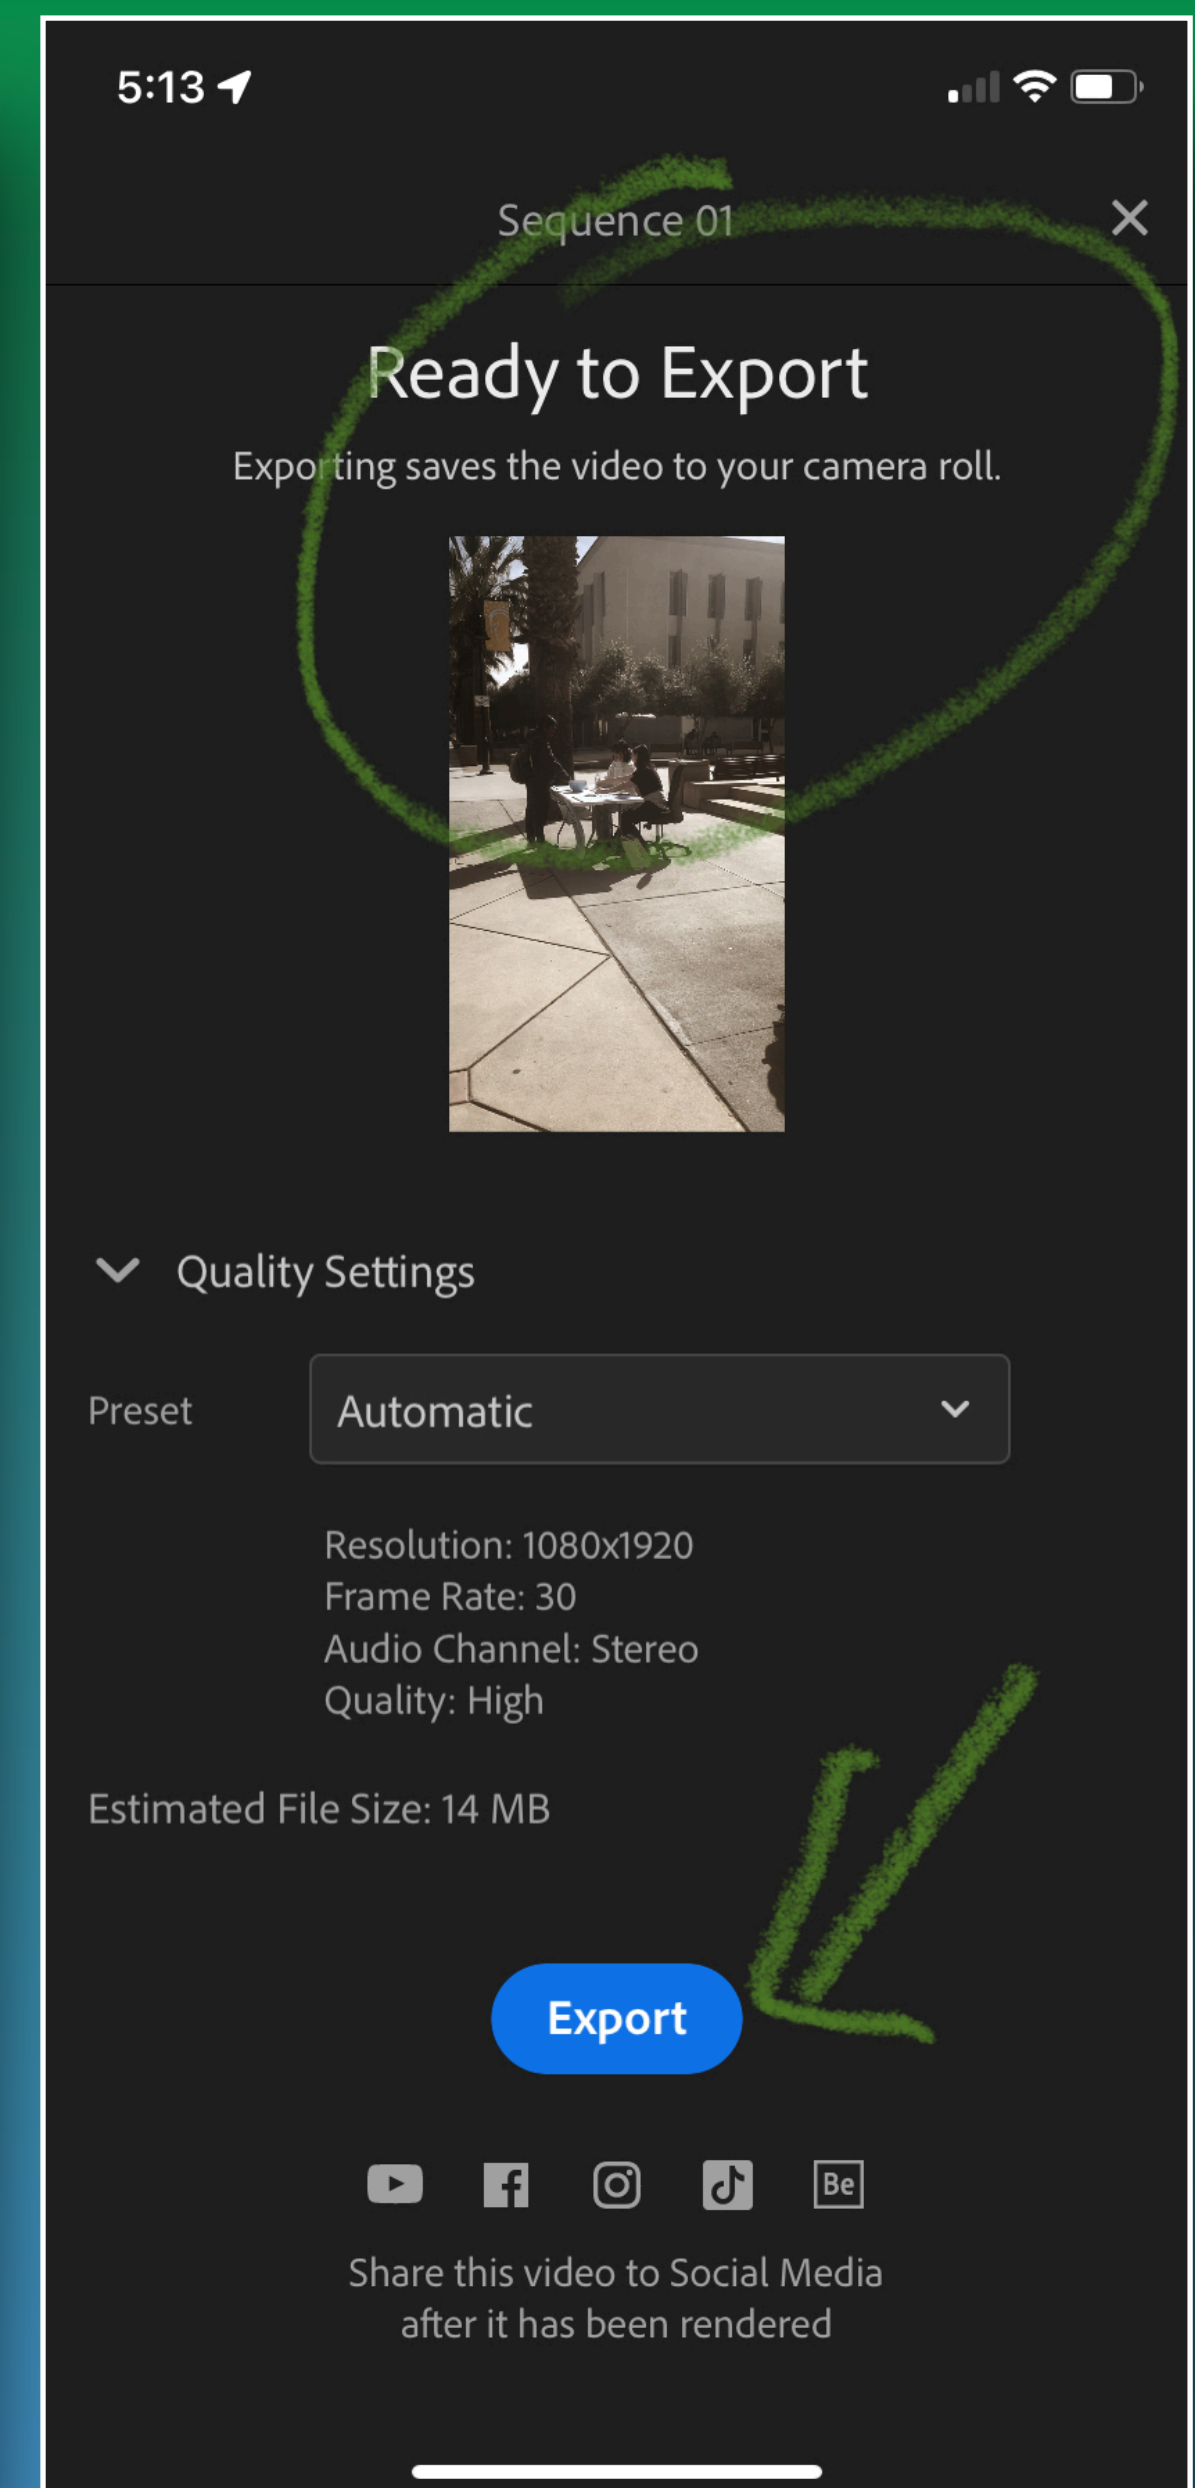 5:13
Sequence 01
Ready to Export
Exporting saves the video to your camera roll.
Quality Settings
Preset
Automatic
Resolution: 1080x1920
Frame Rate: 30
Audio Channel: Stereo
Quality: High
Estimated File Size: 14 MB
Export
Be
Share this video to Social Media
after it has been rendered